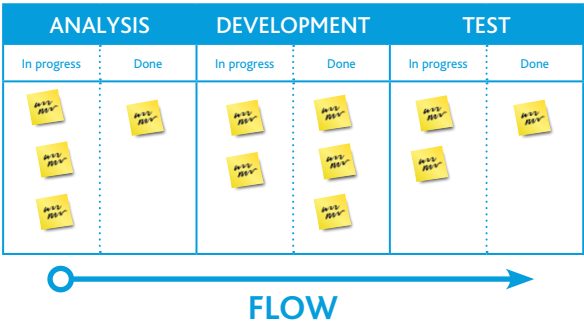 ANALYSIS DEVELOPMENT TEST
In progress Done In progress Done In progress Done
FLOW